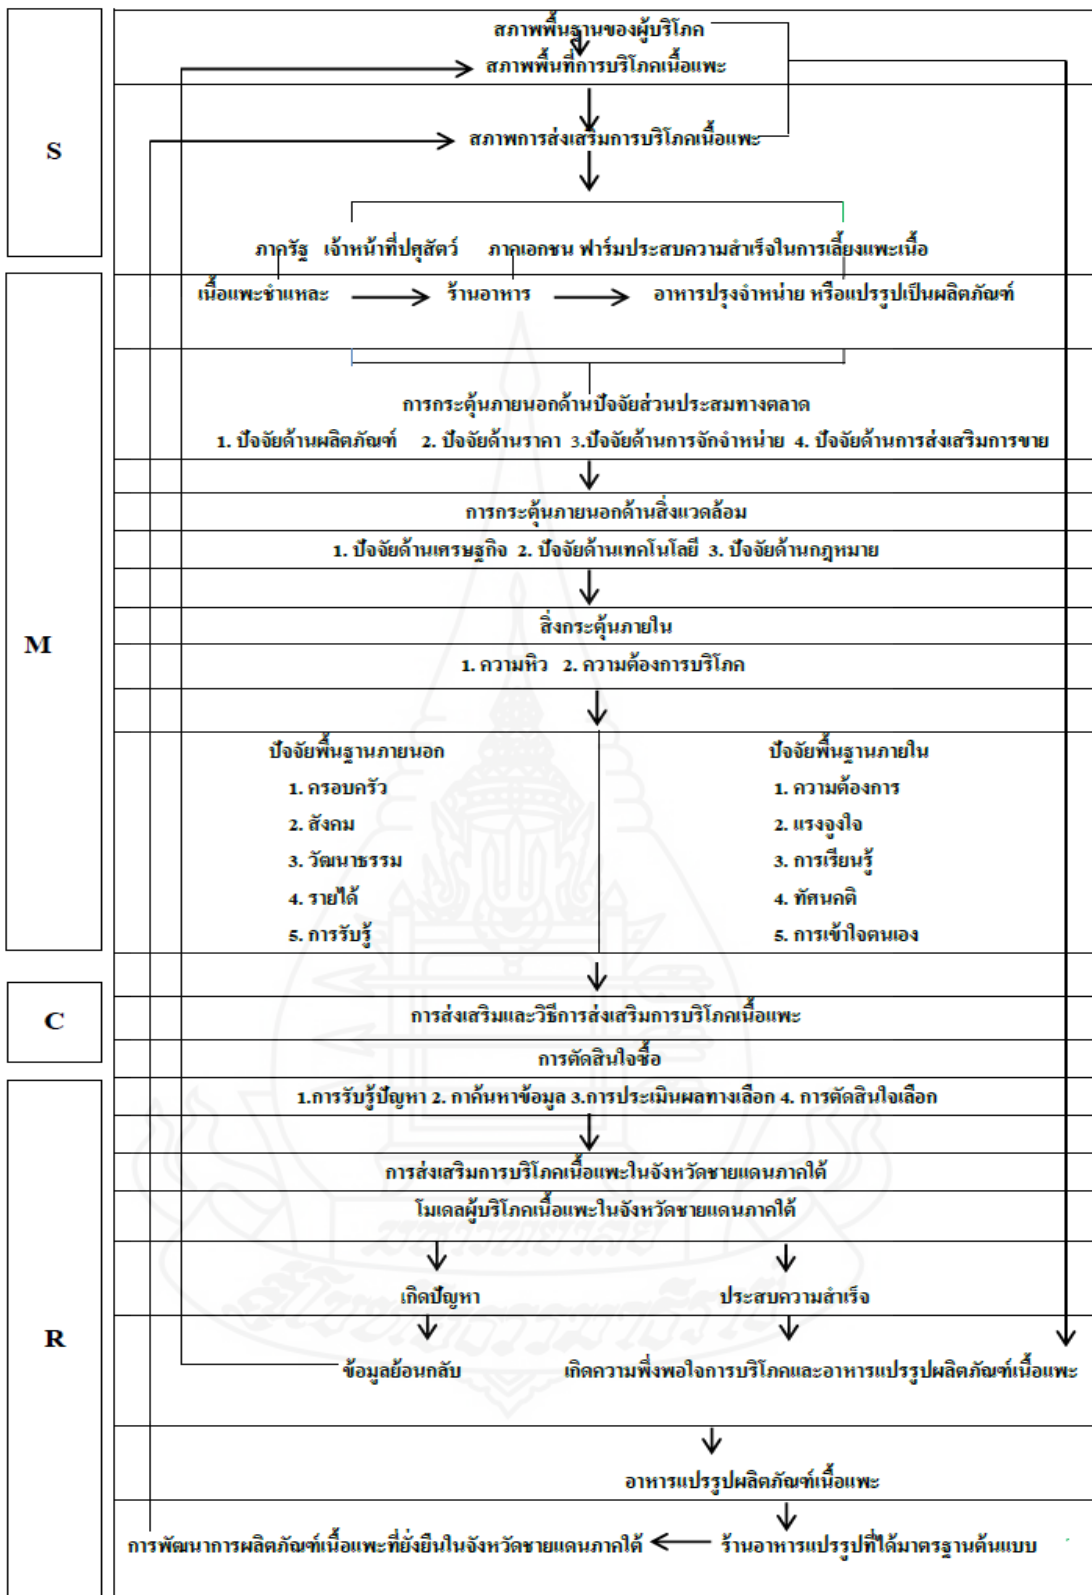 สภาพพื้นฐานของผู้บริโภค
สภาพพื้นที่การบริโภคเนื้อแพะ
S
สภาพการส่งเสริมการบริโภคเนื้อแพะ
ภาครัฐ เจ้าหน้าที่ปศุสัตว์ ภาคเอกชน ฟาร์มประสบความสำเร็จในการเลี้ยงแพะเนื้อ
เนื้อแพะชำแหละ ร้านอาหาร อาหารปรุงจำหน่าย หรือแปรรูปเป็นผลิตภัณฑ์
การกระตุ้นภายนอกด้านปัจจัยส่วนประสมทางตลาด
1. ปัจจัยด้านผลิตภัณฑ์ 2. ปัจจัยด้านราคา 3.ปัจจัยด้านการจักจำหน่าย 4. ปัจจัยด้านการส่งเสริมการขาย
การกระตุ้นภายนอกด้านสิ่งแวดล้อม
1. ปัจจัยด้านเศรษฐกิจ 2. ปัจจัยด้านเทคโนโลยี 3. ปัจจัยด้านกฎหมาย
สิ่งกระตุ้นภายใน
M
1. ความหิว 2. ความต้องการบริโภค
ปัจจัยพื้นฐานภายนอก
1. ครอบครัว
2. สังคม
3. วัฒนาธรรม
4. รายได้
5. การรับรู้
ปัจจัยพื้นฐานภายใน
1. ความต้องการ
2. แรงจูงใจ
3. การเรียนรู้
4. ทัศนคติ
5. การเข้าใจตนเอง
C
การส่งเสริมและวิธีการส่งเสริมการบริโภคเนื้อแพะ
การตัดสินใจซื้อ
1.การรับรู้ปัญหา 2. กาค้นหาข้อมูล 3.การประเมินผลทางเลือก 4. การตัดสินใจเลือก
การส่งเสริมการบริโภคเนื้อแพะในจังหวัดชายแดนภาคใต้
โมเดลผู้บริโภคเนื้อแพะในจังหวัดชายแดนภาคใต้
มหาวิทยาลัย
สุโขทัยธรรมาธิราช
เกิดปัญหา ประสบความสำเร็จ
R
ข้อมูลย้อนกลับ เกิดความพึ่งพอใจการบริโภคและอาหารแปรรูปผลิตภัณฑ์เนื้อแพะ
อาหารแปรรูปผลิตภัณฑ์เนื้อแพะ
การพัฒนาการผลิตภัณฑ์เนื้อแพะที่ยั่งยืนในจังหวัดชายแดนภาคใต้ ร้านอาหารแปรรูปที่ได้มาตรฐานต้นแบบ